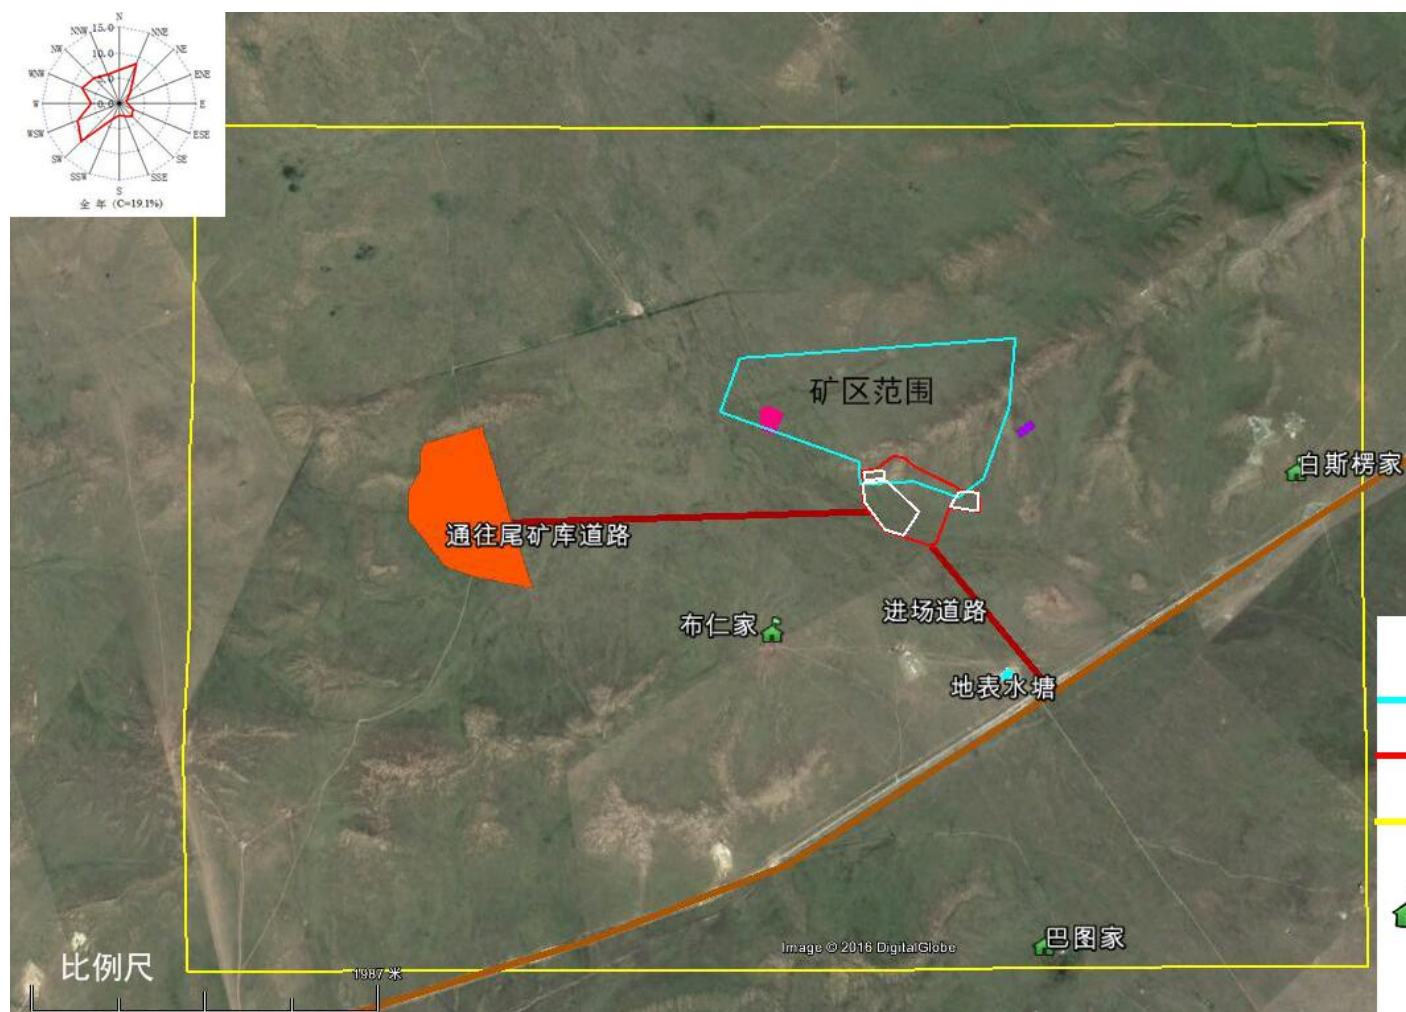 N
NNW 15.0 NNE
NW 10.0 NE
WNW 5.0 ENE
W 0.0 E
WSW ESE
SW SE
SSW SSE
S
全 年 (C=19.1%)
矿区范围
白斯楞家
通往尾矿库道路
进场道路
布仁家
地表水塘
巴图家
Image © 2016 DigitalGlobe
比例尺
1987 米